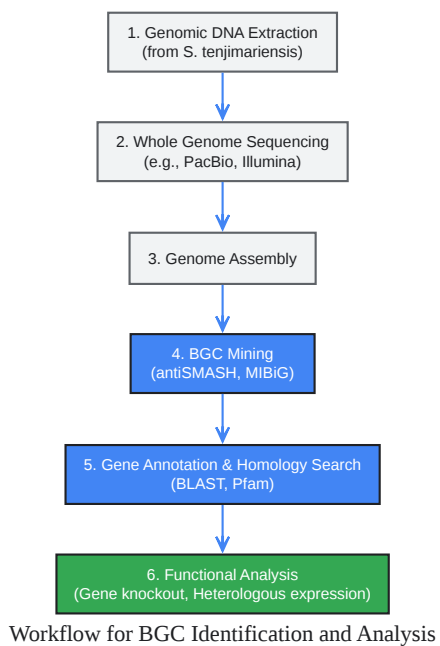 1. Genomic DNA Extraction
(from S. tenjimariensis)
2. Whole Genome Sequencing
(e.g., PacBio, Illumina)
3. Genome Assembly
4. BGC Mining
(antiSMASH, MIBiG)
5. Gene Annotation & Homology Search
(BLAST, Pfam)
6. Functional Analysis
(Gene knockout, Heterologous expression)
Workflow for BGC Identification and Analysis